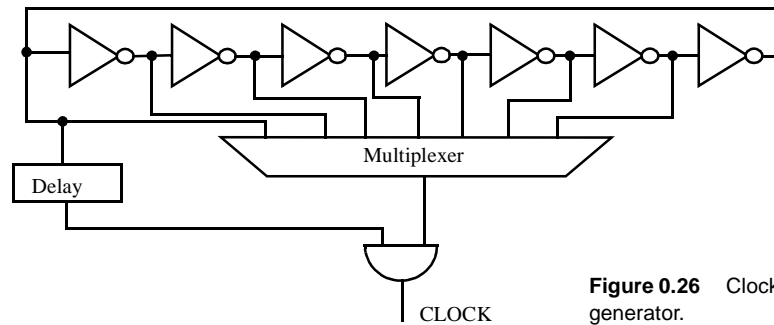 Multiplexer
Delay
CLOCK
Figure 0.26 Clock
generator.